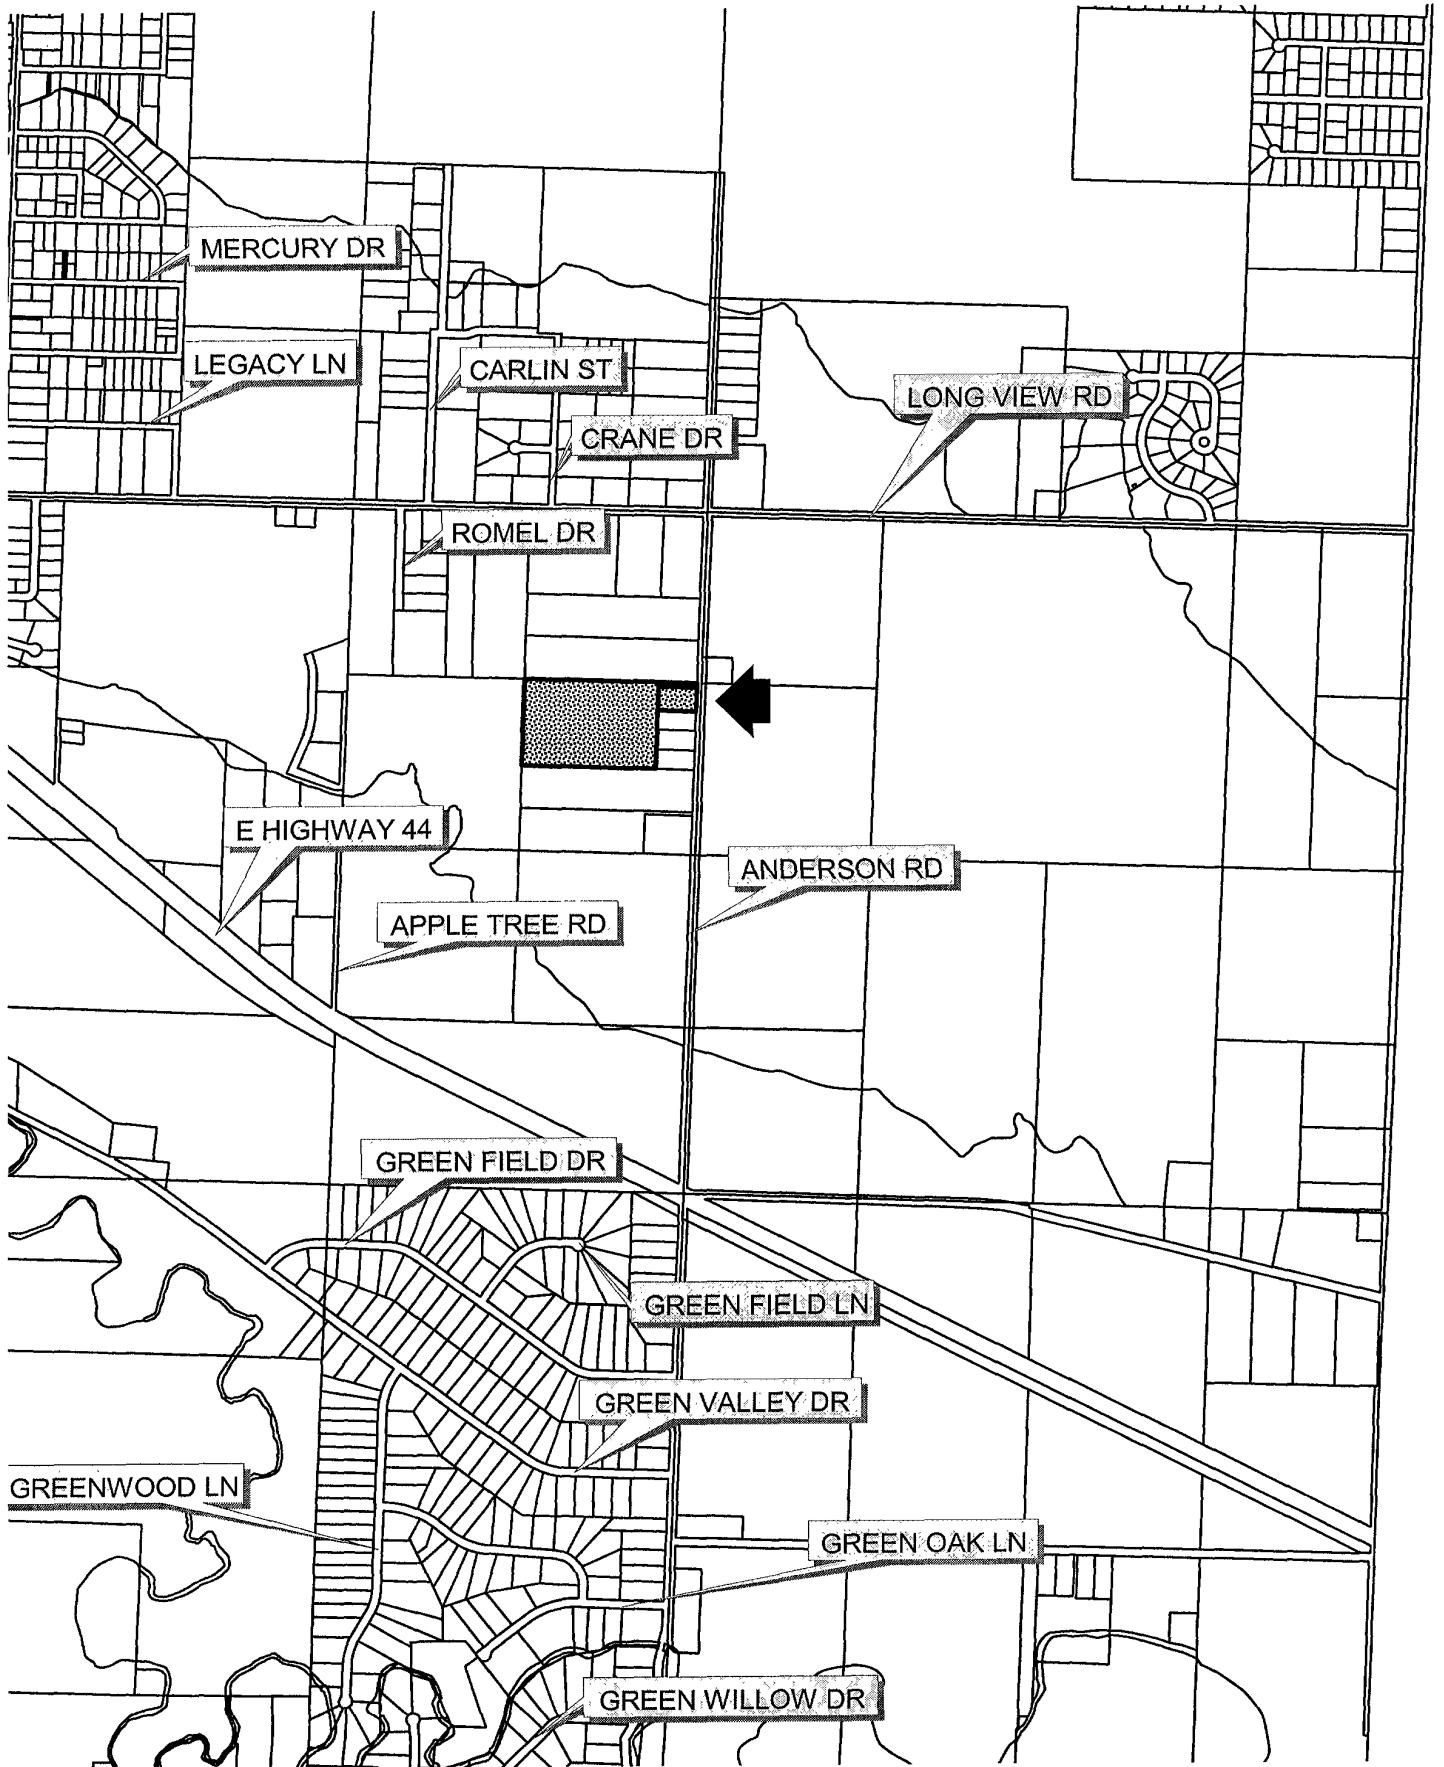 MERCURY DR
LEGACY LN
CARLIN ST
LONG VIEW RD
CRANE DR
ROMEL DR
E HIGHWAY 44
ANDERSON RD
APPLE TREE RD
GREEN FIELD DR
GREEN FIELD LN
GREEN VALLEY DR
GREENWOOD LN
GREEN OAK LN
GREEN WILLOW DR